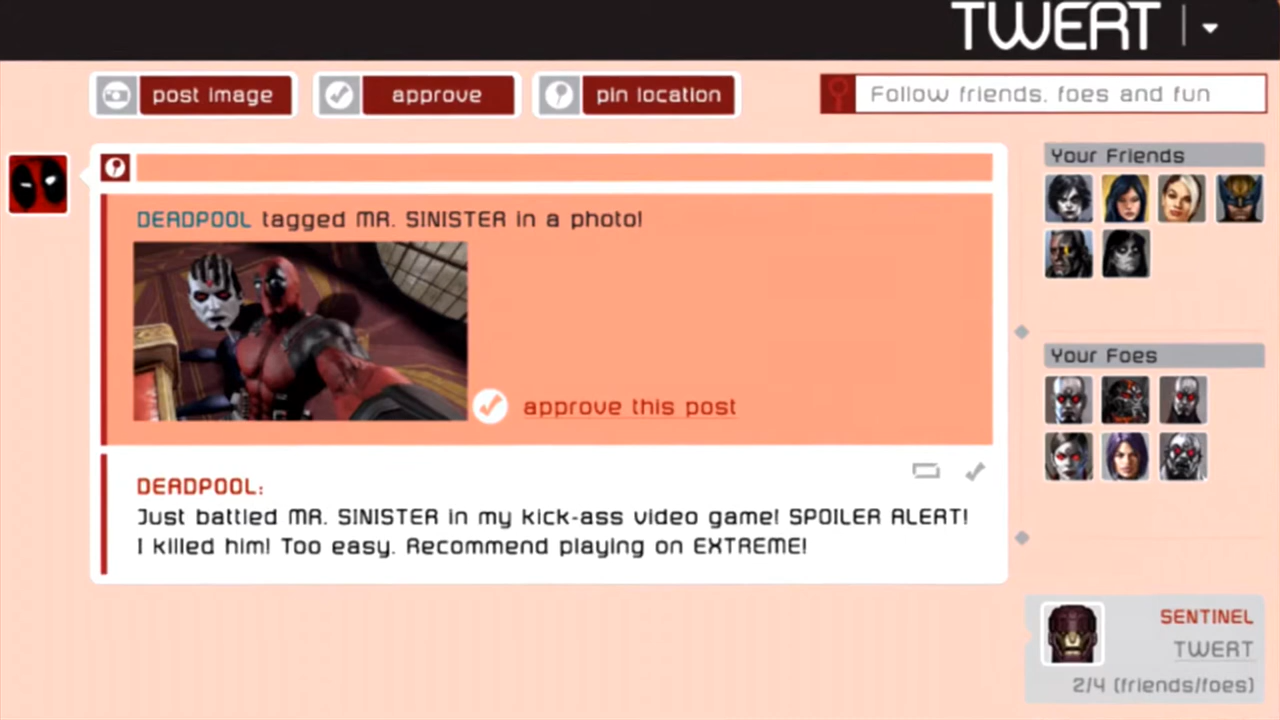 TWERT
post image
approve
pin location
Follow friends, foes and fun
Your Friends
DEADPOOL tagged MR. SINISTER in a photo!
approve this post
Your Foes
DEADPOOL:
Just battled MR. SINISTER in my kick-ass video game! SPOILER ALERT!
I killed him! Too easy. Recommend playing on EXTREME!
SENTINEL
TWERT
2/4 (friends/foes)